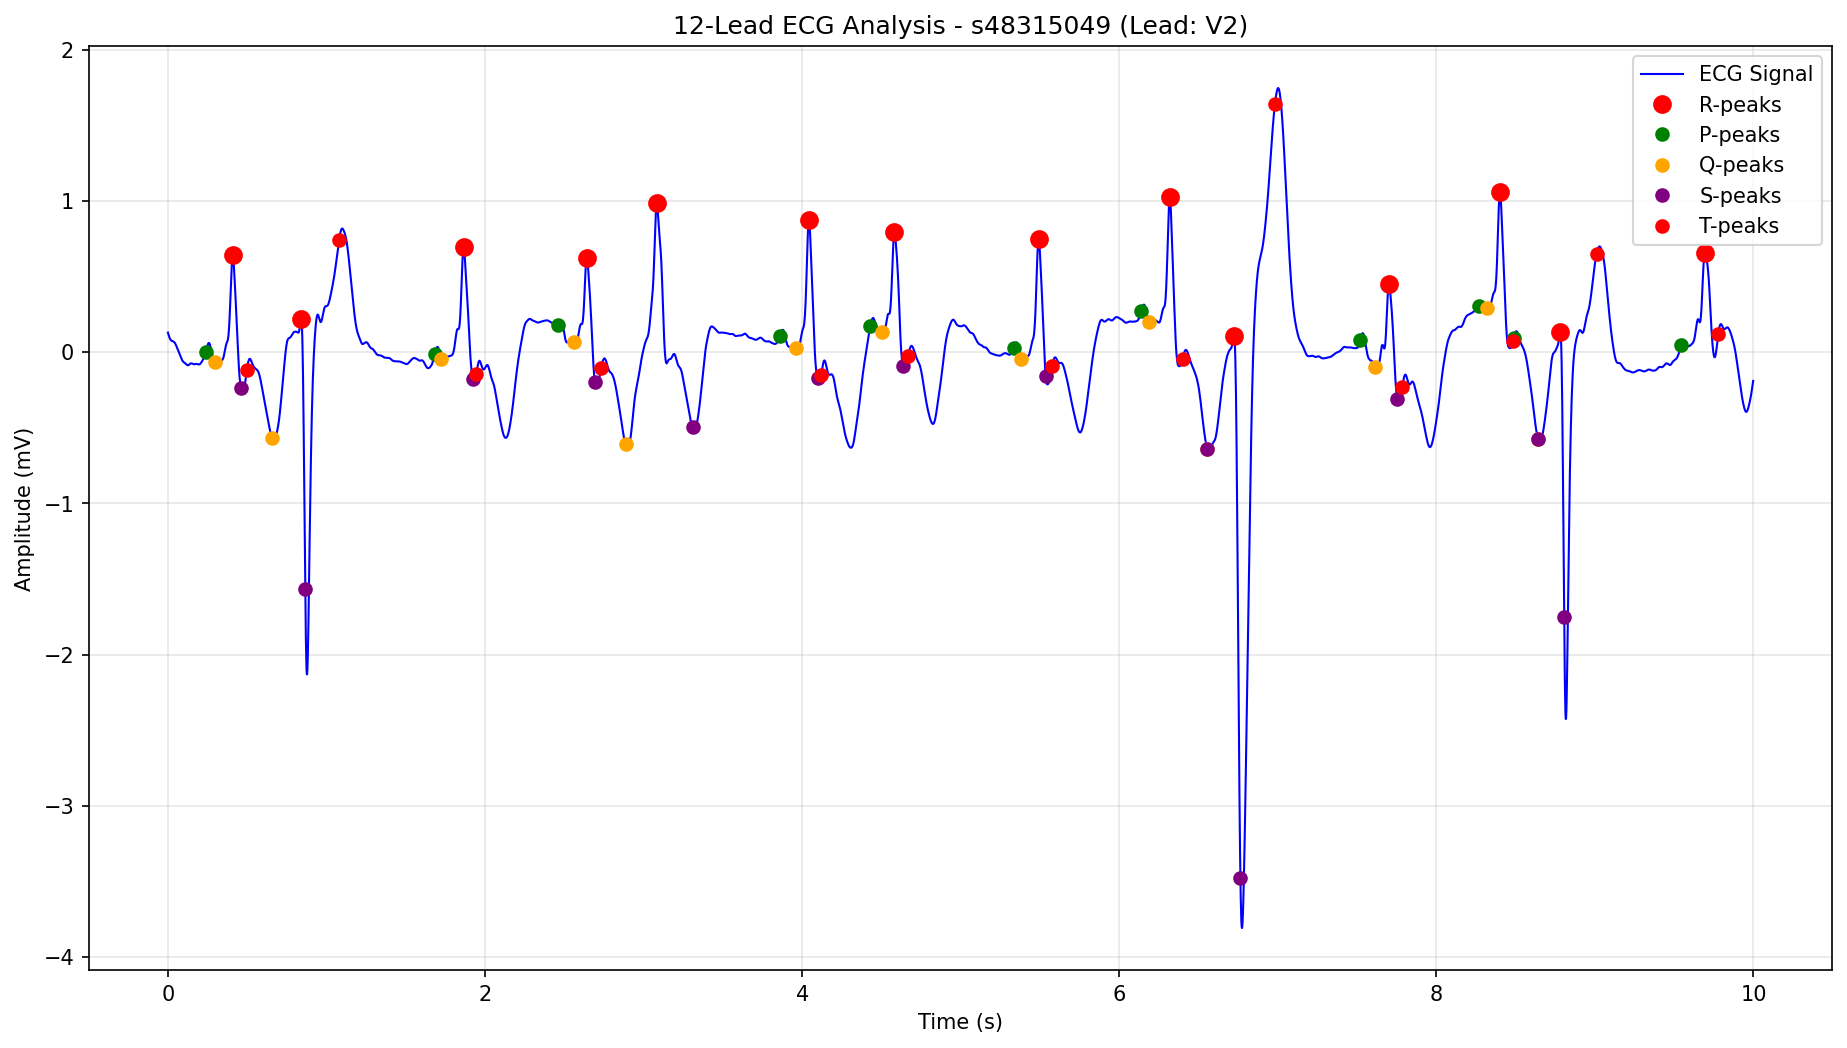 12-Lead ECG Analysis - s48315049 (Lead: V2)
ECG Signal
R-peaks
P-peaks
Q-peaks
S-peaks
T-peaks
2
1
0
−1
−2
−3
−4
Amplitude (mV)
0 2 4 6 8 10
Time (s)